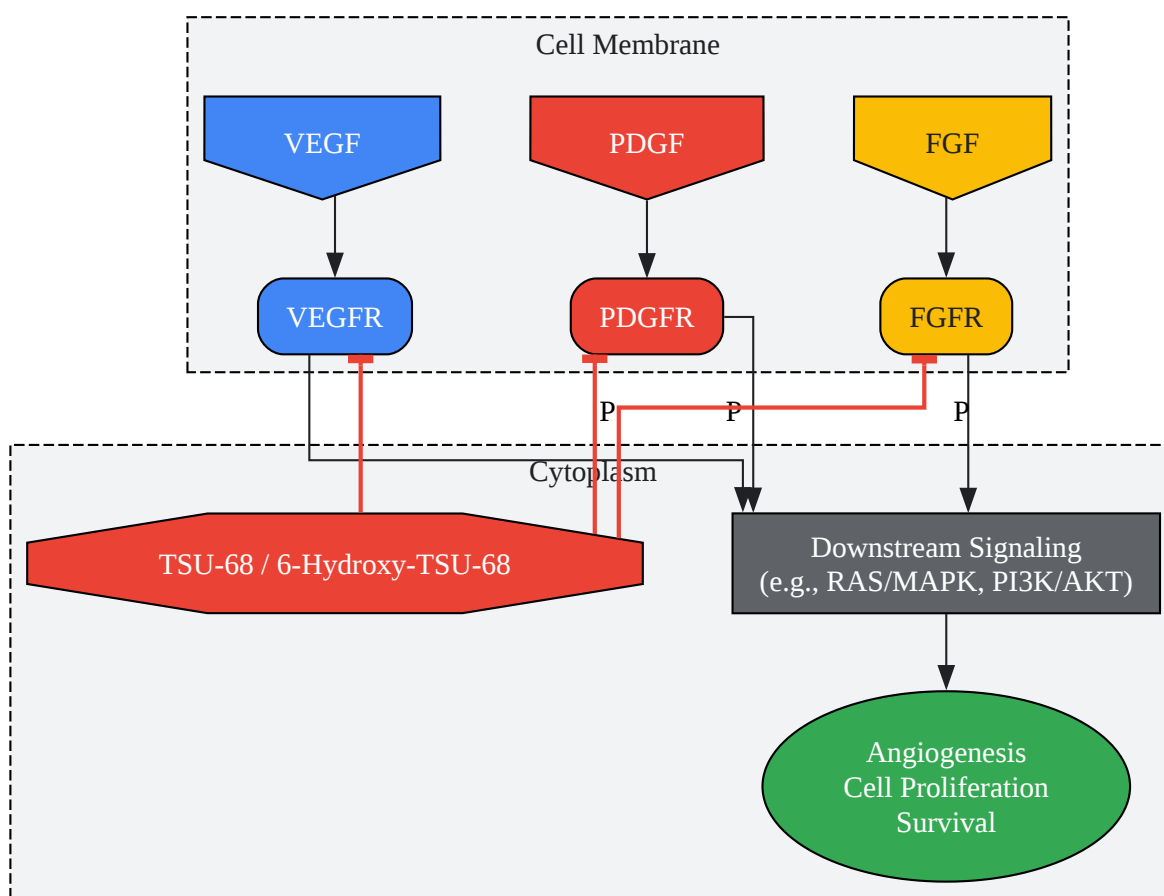 Cell Membrane
VEGF
PDGF
FGF
VEGFR
PDGFR
FGFR
P
P
P
Cytoplasm
TSU-68 / 6-Hydroxy-TSU-68
Downstream Signaling
(e.g., RAS/MAPK, PI3K/AKT)
Angiogenesis
Cell Proliferation
Survival